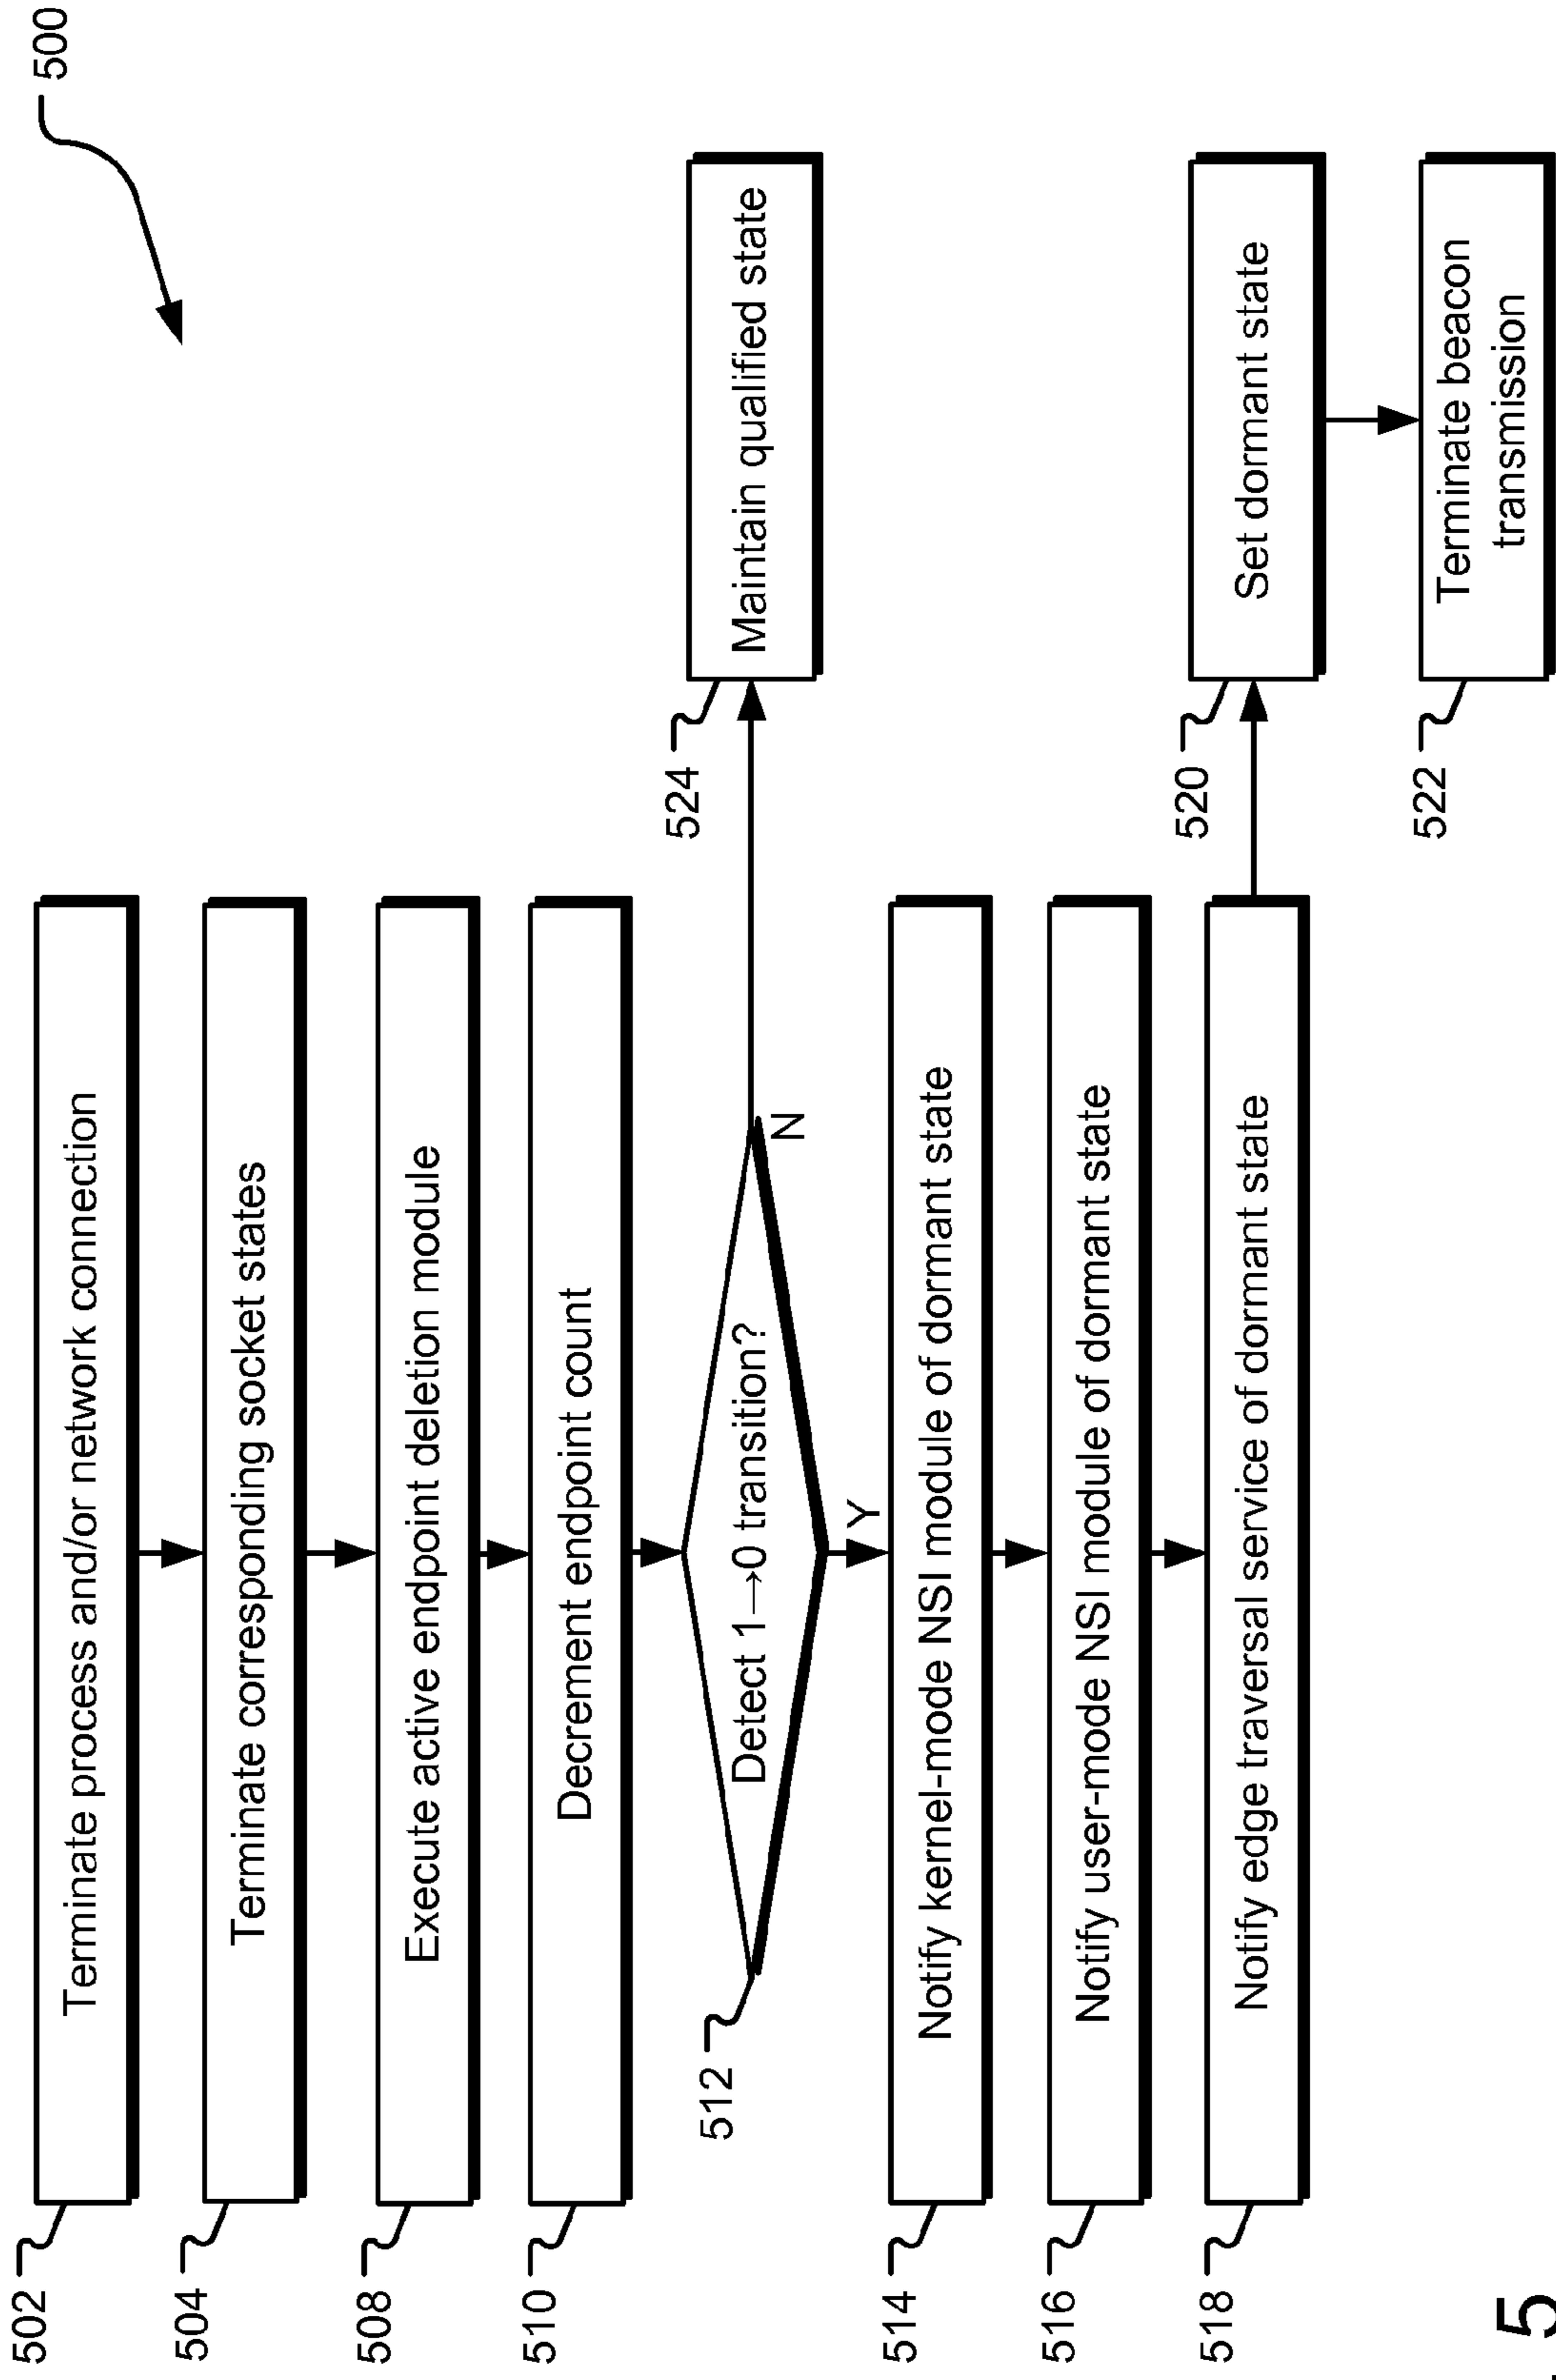 500
502
Terminate process and/or network connection
504
Terminate corresponding socket states
508
Execute active endpoint deletion module
510
Decrement endpoint count
512
Detect 1→0 transition?
N
524
Maintain qualified state
Y
514
Notify kernel-mode NSI module of dormant state
516
Notify user-mode NSI module of dormant state
518
Notify edge traversal service of dormant state
520
Set dormant state
522
Terminate beacon
transmission
5